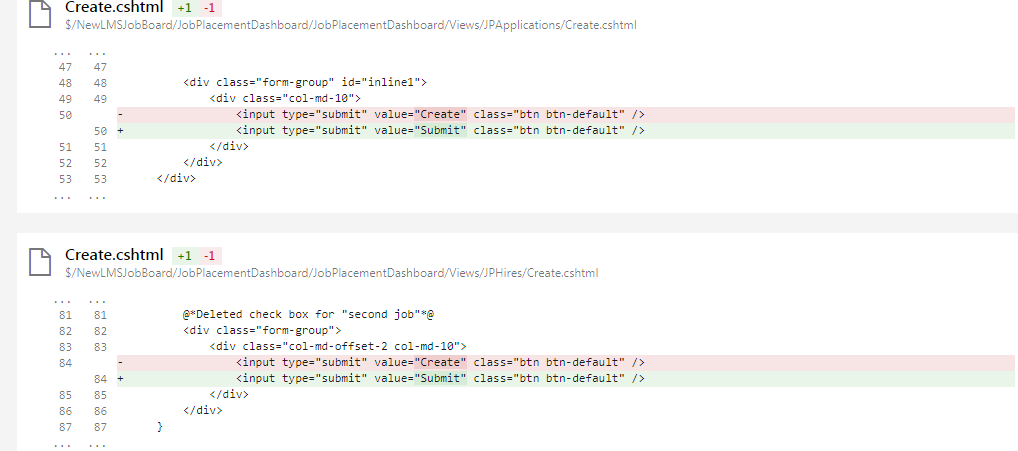 Create.cshtml +1 -1
$/NewLMSJobBoard/JobPlacementDashboard/JobPlacementDashboard/Views/JPApplications/Create.cshtml
... ...
47 47
48 48 <div class="form-group" id="inline1">
49 49 <div class="col-md-10">
50 - <input type="submit" value="Create" class="btn btn-default" />
50 + <input type="submit" value="Submit" class="btn btn-default" />
51 51 </div>
52 52 </div>
53 53 </div>
... ...
Create.cshtml +1 -1
$/NewLMSJobBoard/JobPlacementDashboard/JobPlacementDashboard/Views/JPHires/Create.cshtml
... ...
81 81 @*Deleted check box for "second job"*@
82 82 <div class="form-group">
83 83 <div class="col-md-offset-2 col-md-10">
84 - <input type="submit" value="Create" class="btn btn-default" />
84 + <input type="submit" value="Submit" class="btn btn-default" />
85 85 </div>
86 86 </div>
87 87 }
... ...